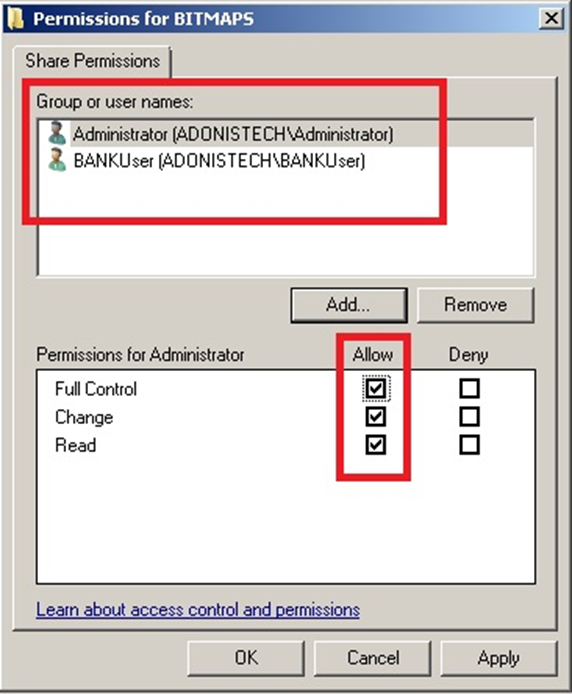 Permissions for BITMAPS
Share Permissions
Group or user names:
Administrator (ADONISTECH\Administrator)
BANKUser (ADONISTECH\BANKUser)
Add... Remove
Permissions for Administrator Allow Deny
Full Control
Change
Read
Learn about access control and permissions
OK Cancel Apply